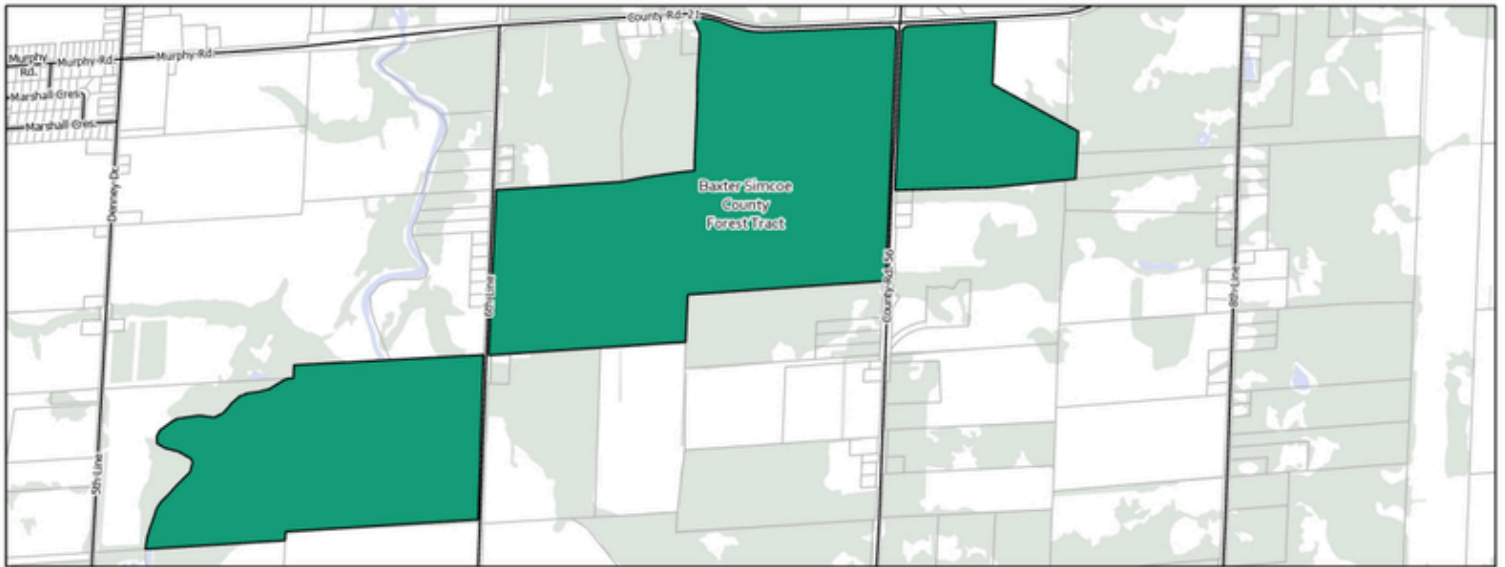 County Rd. 21
Murphy Rd.
Murphy
Rd.
Murphy Rd.
Marshall Cres.
Marshall Cres.
Denney Dr.
Baxter Simcoe
County
Forest Tract
6th Line
County Rd. 56
8th Line
5th Line